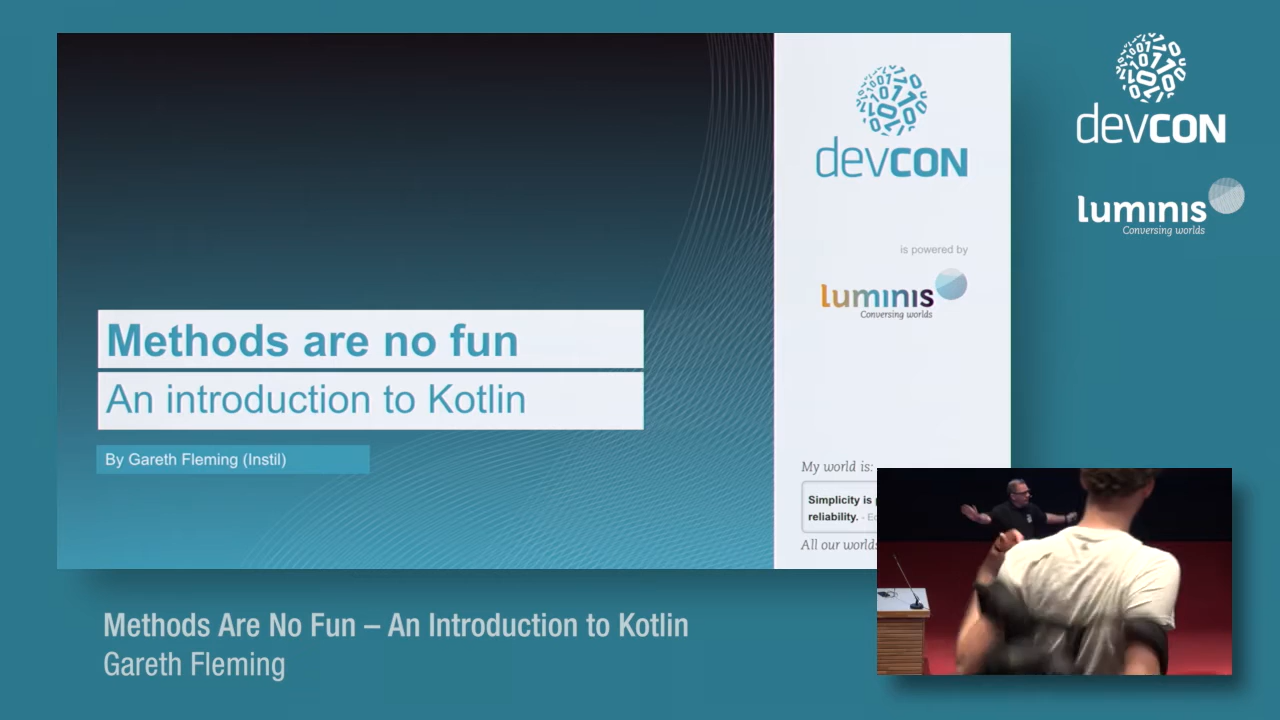 devCON
is powered by
luminis
Conversing worlds
Methods are no fun
An introduction to Kotlin
By Gareth Fleming (Instil)
My world is:
Simplicity is
reliability.
All our worlds
devCON
luminis
Conversing worlds
Methods Are No Fun – An Introduction to Kotlin
Gareth Fleming